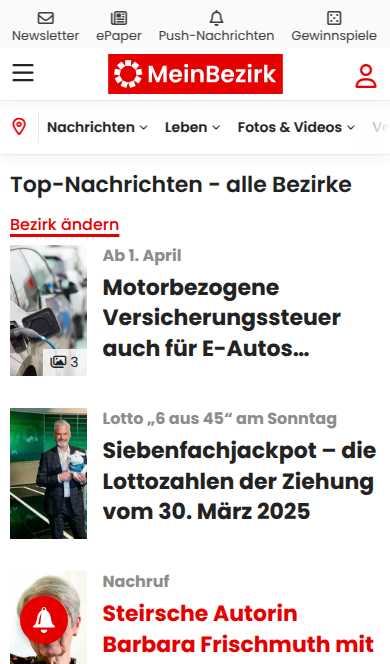 Newsletter ePaper Push-Nachrichten Gewinnspiele
MeinBezirk
Nachrichten Leben Fotos & Videos
Top-Nachrichten - alle Bezirke
Bezirk ändern
Ab 1. April
Motorbezogene
Versicherungssteuer
auch für E-Autos...
3
Lotto „6 aus 45“ am Sonntag
Siebenfachjackpot – die
Lottozahlen der Ziehung
vom 30. März 2025
Nachruf
Steirsche Autorin
Barbara Frischmuth mit